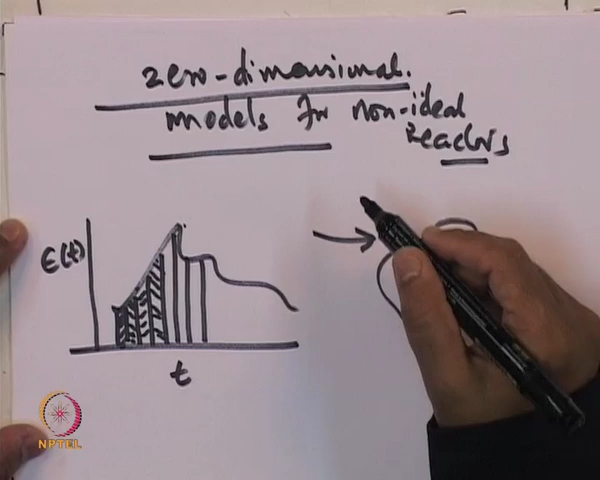 zero-dimensional.
models for non-ideal
reactors
E(t)
t
NPTEL